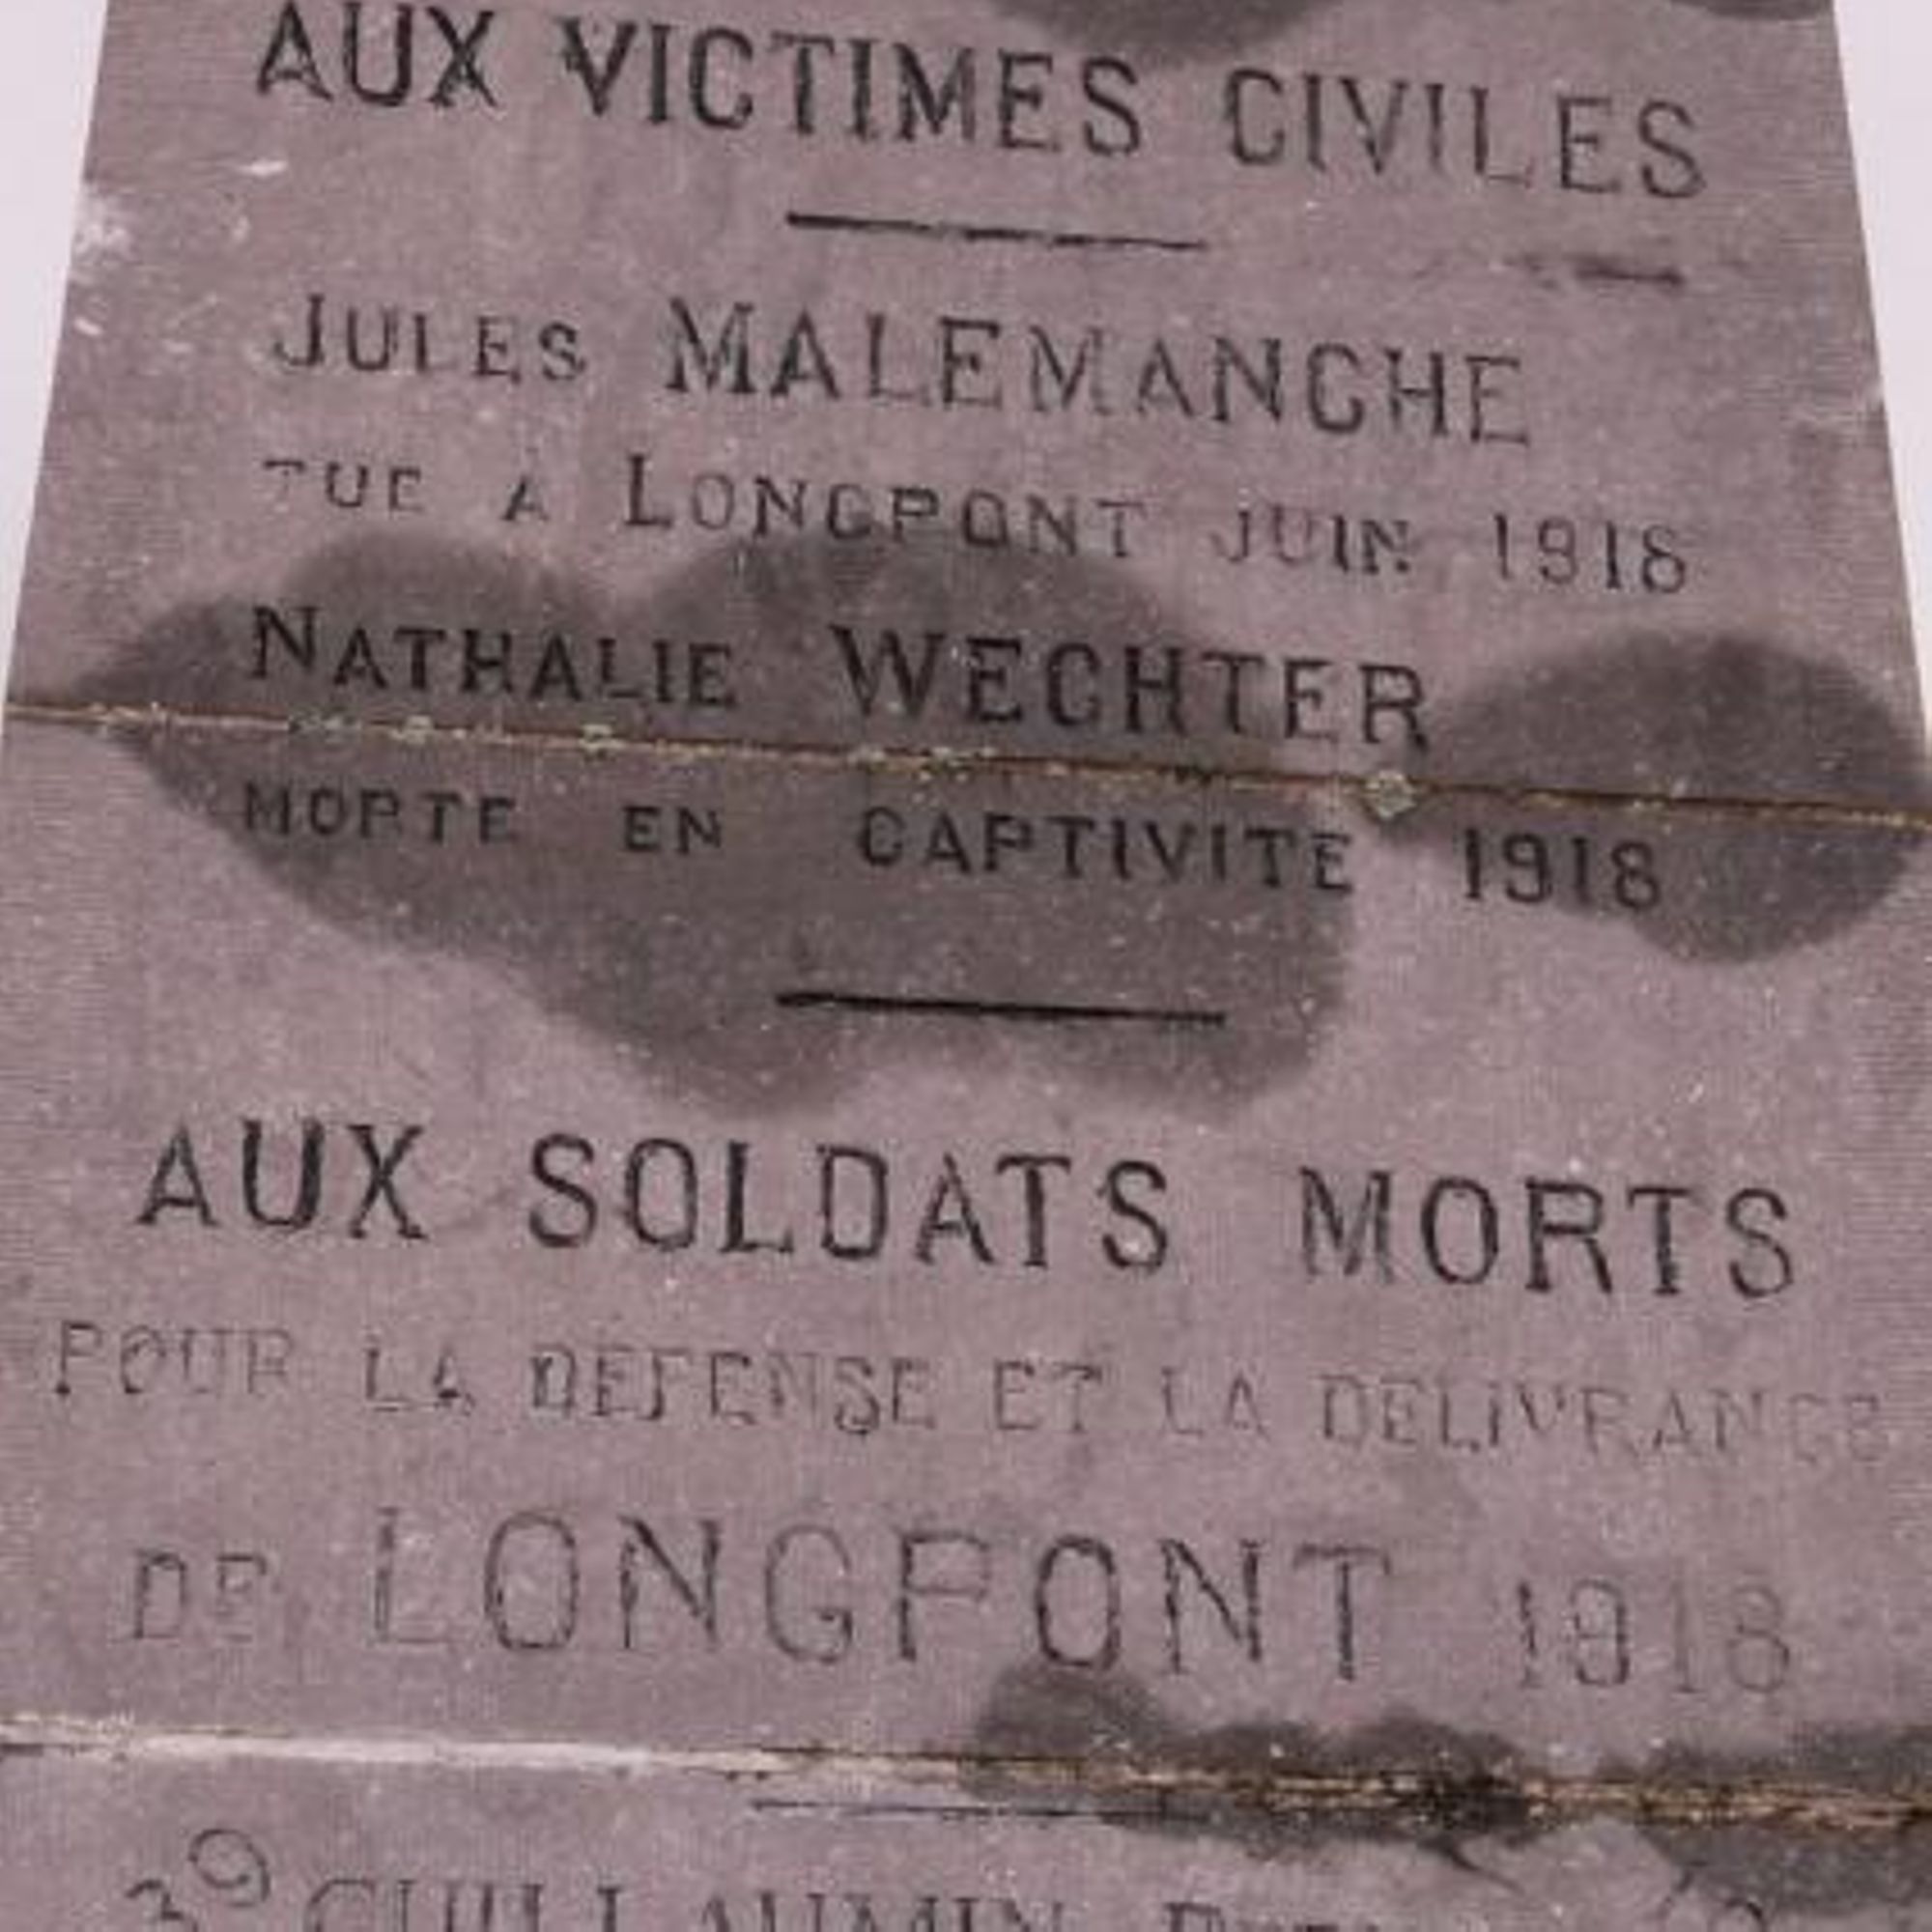 AUX VICTIMES CIVILES
JULES MALEMANCHE
TUE A LONGPONT JUIN 1918
NATHALIE WECHTER
MORTE EN CAPTIVITE 1918
AUX SOLDATS MORTS
POUR LA DEFENSE ET LA DELIVRANCE
DE LONGPONT 1918
GUILLAUMIN